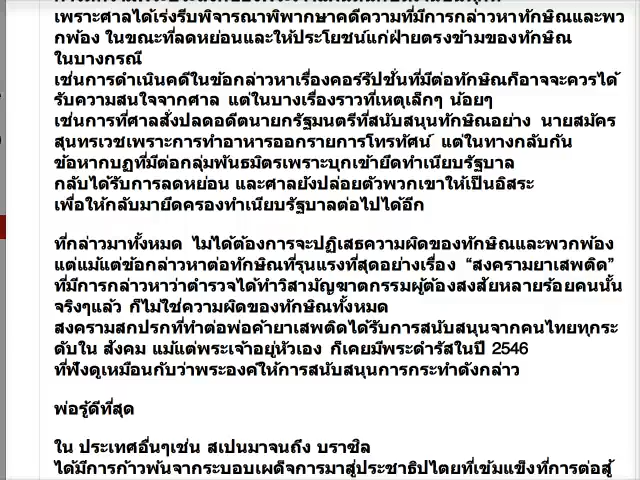 เพราะศาลได้เร่งรีบพิจารณาพิพากษาคดีความที่มีการกล่าวหาทักษิณและพว
กพ้อง ในขณะที่ลดหย่อนและให้ประโยชน์แก่ฝ่ายตรงข้ามของทักษิณ
ในบางกรณี
เช่นการดำเนินคดีในข้อกล่าวหาเรื่องคอร์รัปชั่นที่มีต่อทักษิณก็อาจจะควรได้
รับความสนใจจากศาล แต่ในบางเรื่องราวที่เหตุเล็กๆ น้อยๆ
เช่นการที่ศาลสั่งปลดอดีตนายกรัฐมนตรีที่สนับสนุนทักษิณอย่าง นายสมัคร
สุนทรเวชเพราะการทำอาหารออกรายการโทรทัศน์ แต่ในทางกลับกัน
ข้อหากบฏที่มีต่อกลุ่มพันธมิตรเพราะบุกเข้ายึดทำเนียบรัฐบาล
กลับได้รับการลดหย่อน และศาลยังปล่อยตัวพวกเขาให้เป็นอิสระ
เพื่อให้กลับมายึดครองทำเนียบรัฐบาลต่อไปได้อีก
ที่กล่าวมาทั้งหมด ไม่ได้ต้องการจะปฏิเสธความผิดของทักษิณและพวกพ้อง
แต่แม้แต่ข้อกล่าวหาต่อทักษิณที่รุนแรงที่สุดอย่างเรื่อง “สงครามยาเสพติด”
ที่มีการกล่าวหาว่าตำรวจได้ทำวิสามัญฆาตกรรมผู้ต้องสงสัยหลายร้อยคนนั้น
จริงๆแล้ว ก็ไม่ใช่ความผิดของทักษิณทั้งหมด
สงครามสกปรกที่ทำต่อพ่อค้ายาเสพติดได้รับการสนับสนุนจากคนไทยทุกระ
ดับใน สังคม แม้แต่พระเจ้าอยู่หัวเอง ก็เคยมีพระดำรัสในปี 2546
ที่ฟังดูเหมือนกับว่าพระองค์ให้การสนับสนุนการกระทำดังกล่าว
พ่อรู้ดีที่สุด
ใน ประเทศอื่นๆเช่น สเปนมาจนถึง บราซิล
ได้มีการก้าวพ้นจากระบอบเผด็จการมาสู่ประชาธิปไตยที่เข้มแข็งที่การต่อสู้